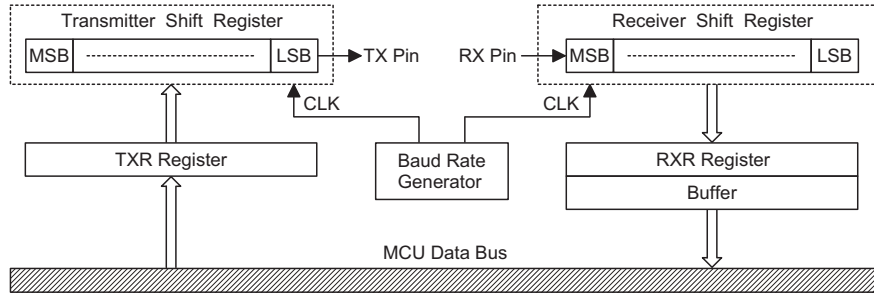 Transmitter Shift Register
MSB LSB
TX Pin
CLK
TXR Register
Baud Rate
Generator
Receiver Shift Register
RX Pin
MSB LSB
CLK
RXR Register
Buffer
MCU Data Bus